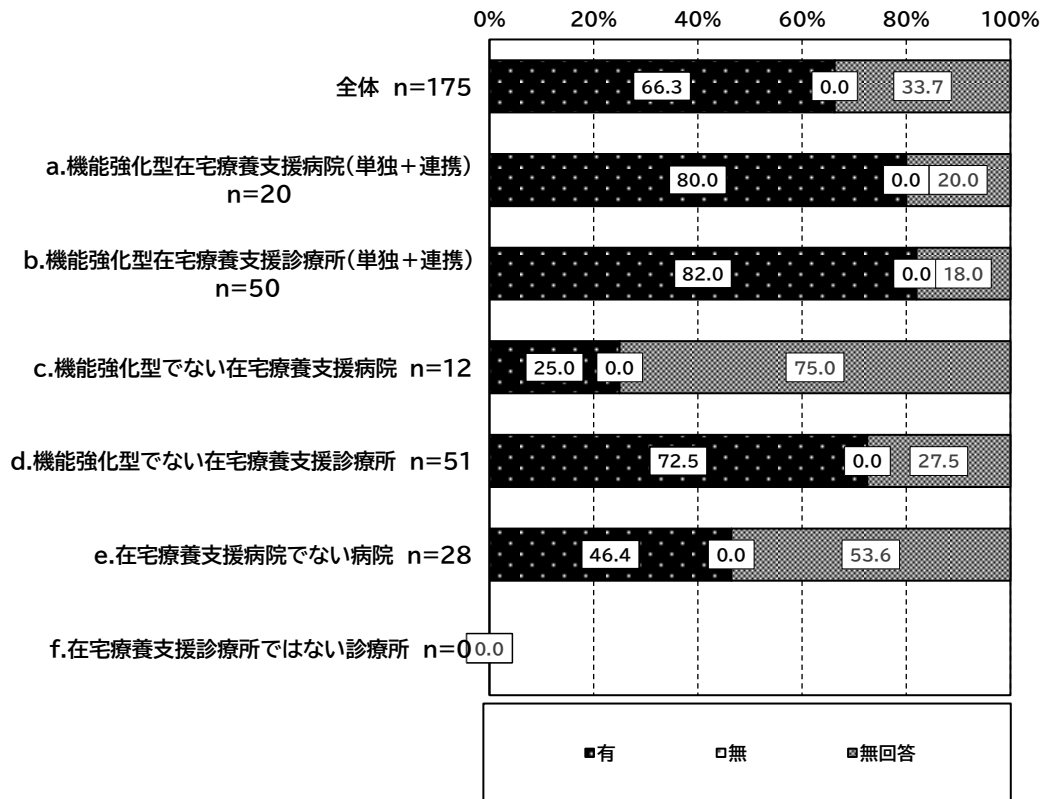 0% 20% 40% 60% 80% 100%
全体 n=175
66.3 0.0 33.7
a.機能強化型在宅療養支援病院(単独+連携)
n=20
80.0 0.0 20.0
b.機能強化型在宅療養支援診療所(単独+連携)
n=50
82.0 0.0 18.0
c.機能強化型でない在宅療養支援病院 n=12
25.0 0.0 75.0
d.機能強化型でない在宅療養支援診療所 n=51
72.5 0.0 27.5
e.在宅療養支援病院でない病院 n=28
46.4 0.0 53.6
f.在宅療養支援診療所ではない診療所 n=0
0.0
有 無 無回答